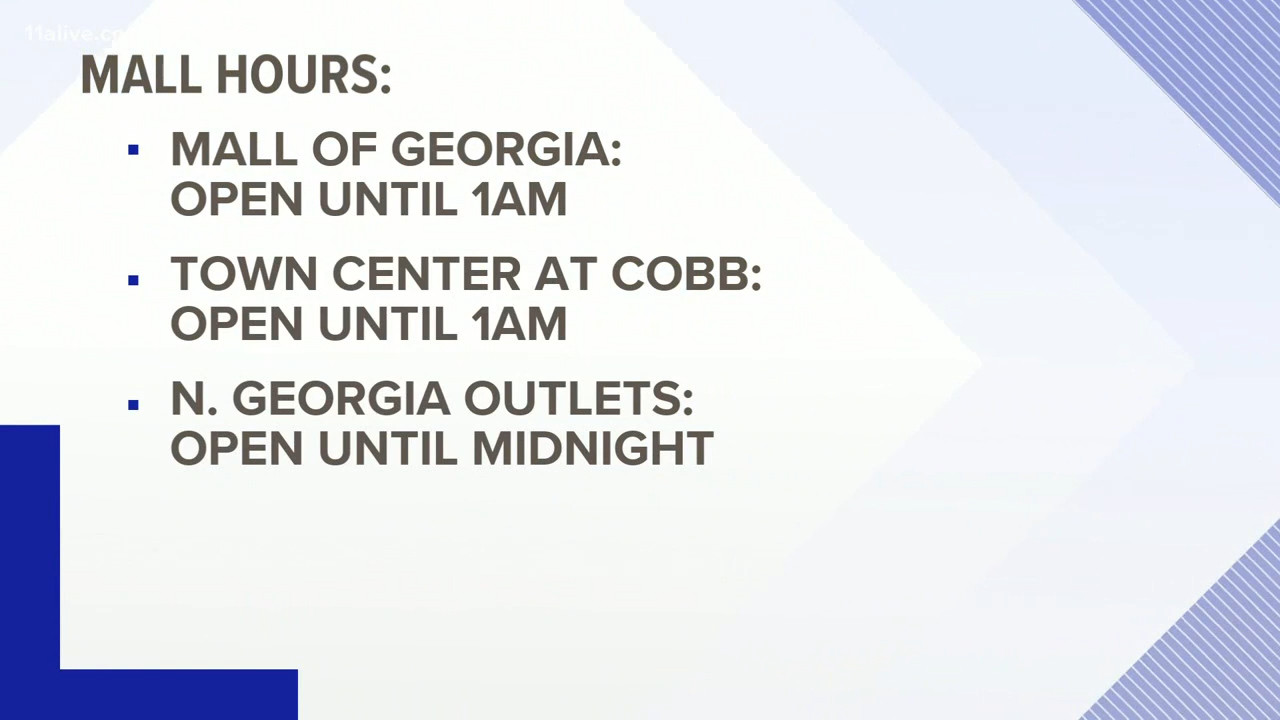 MALL HOURS:
▪ MALL OF GEORGIA:
OPEN UNTIL 1AM
▪ TOWN CENTER AT COBB:
OPEN UNTIL 1AM
▪ N. GEORGIA OUTLETS:
OPEN UNTIL MIDNIGHT